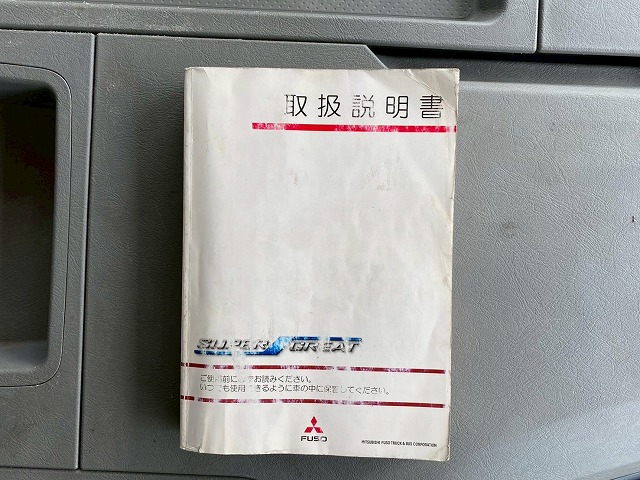 取扱説明書
SUPER GREAT
ご使用前に必ずお読みください。
いつでも使用できるように車の中に保管してください。
FUSO
MITSUBISHI FUSO TRUCK & BUS CORPORATION